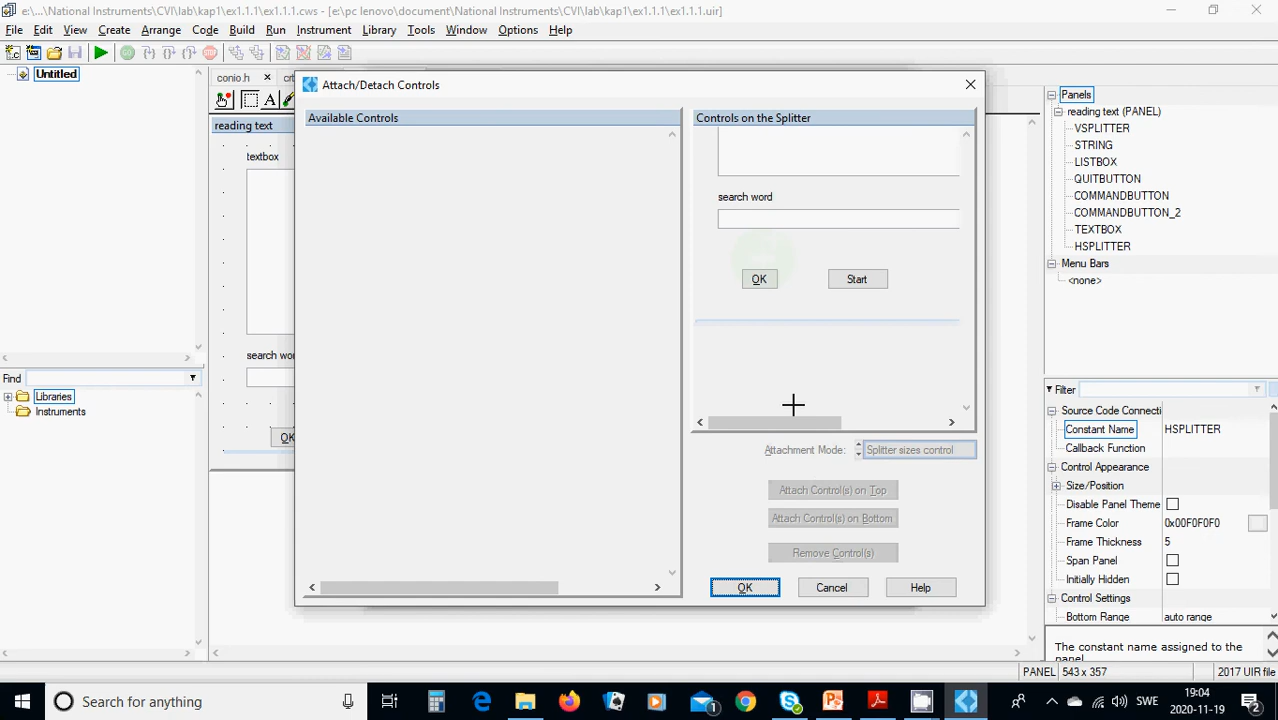 e:\...\National Instruments\CVI\lab\kap1\ex1.1.1\ex1.1.1.cws - [e:\pc lenovo\document\National Instruments\CVI\lab\kap1\ex1.1.1\ex1.1.1.uir]
File Edit View Create Arrange Code Build Run Instrument Library Tools Window Options Help
Untitled
conio.h
Attach/Detach Controls
Available Controls
Controls on the Splitter
reading text
textbox
search word
OK
search word
OK Start
Attachment Mode: Splitter sizes control
Attach Control(s) on Top
Attach Control(s) on Bottom
Remove Control(s)
OK Cancel Help
Find
Libraries
Instruments
Panels
reading text (PANEL)
VSPLITTER
STRING
LISTBOX
QUITBUTTON
COMMANDBUTTON
COMMANDBUTTON_2
TEXTBOX
HSPLITTER
Menu Bars
<none>
Filter
Source Code Connecti
Constant Name HSPLITTER
Callback Function
Control Appearance
Size/Position
Disable Panel Theme
Frame Color 0x00F0F0F0
Frame Thickness 5
Span Panel
Initially Hidden
Control Settings
Bottom Range auto range
The constant name assigned to the
PANEL 543 x 357 2017 UIR file
Search for anything
SWE
19:04
2020-11-19
1
2